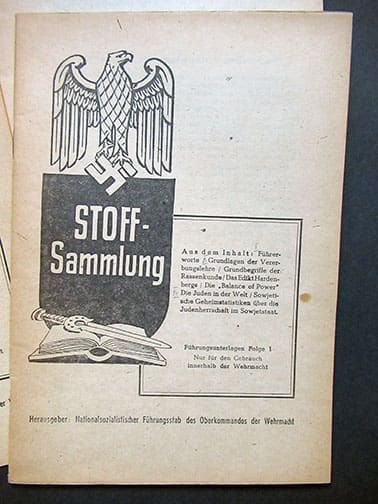 STOFF-
Sammlung
Aus dem Inhalt: Führer-
worte / Grundlagen der Verer-
bungslehre / Grundbegriffe der
Rassenkunde / Das Edikt Harden-
bergs / Die „Balance of Power"
Die Juden in der Welt / Sowjeti-
sche Geheimstatistiken über die
Judenherrschaft im Sowjetstaat.
Führungsunterlagen Folge 1
Nur für den Gebrauch
innerhalb der Wehrmacht
Herausgeber: Nationalsozialistischer Führungsstab des Oberkommandos der Wehrmacht